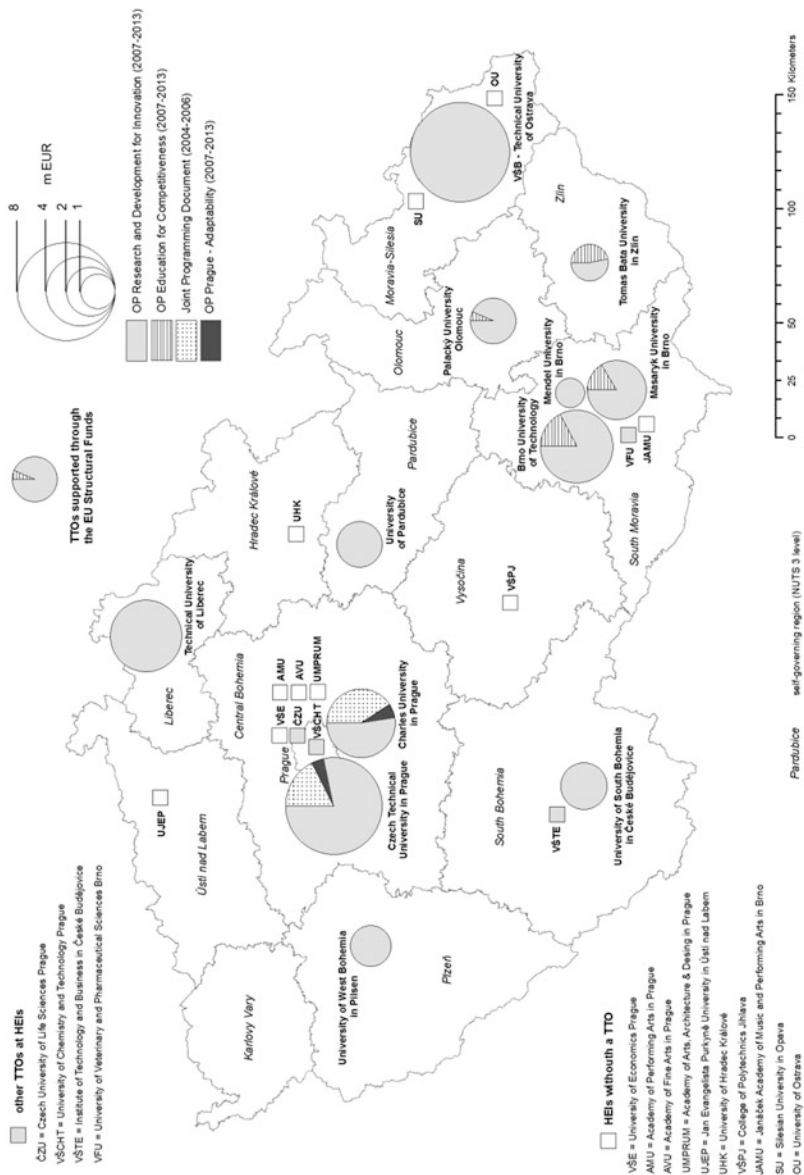 other TTOs at HEIs
ČZU = Czech University of Life Sciences Prague
VŠCHT = University of Chemistry and Technology Prague
VŠTE = Institute of Technology and Business in České Budějovice
VFU = University of Veterinary and Pharmaceutical Sciences Brno
TTOs supported through
the EU Structural Funds
8
4
2
1
m EUR
OP Research and Development for Innovation (2007-2013)
OP Education for Competitiveness (2007-2013)
Joint Programming Document (2004-2006)
OP Prague - Adaptability (2007-2013)
Karlovy Vary
Ústí nad Labem
UJEP
Liberec
Technical University
of Liberec
Hradec Králové
UHK
Central Bohemia
Prague
VŠE
AMU
ČZU
AVU
VŠCHT
UMPRUM
Czech Technical
University in Prague
Charles University
in Prague
University of West Bohemia
in Pilsen
Plzeň
South Bohemia
VŠTE
University of South Bohemia
in České Budějovice
University
of Pardubice
Pardubice
Vysočina
VŠPJ
Olomouc
Palacký University
Olomouc
Moravia-Silesia
SU
OU
VŠB - Technical University
of Ostrava
Brno University
of Technology
Mendel University
in Brno
Masaryk University
in Brno
VFU
JAMU
South Moravia
Zlín
Tomas Bata University
in Zlín
HEIs withouth a TTO
VŠE = University of Economics Prague
AMU = Academy of Performing Arts in Prague
AVU = Academy of Fine Arts in Prague
UMPRUM = Academy of Arts, Architecture & Desing in Prague
UJEP = Jan Evangelista Purkyně University in Ústí nad Labem
UHK = University of Hradec Králové
VŠPJ = College of Polytechnics Jihlava
JAMU = Janáček Academy of Music and Performing Arts in Brno
SU = Silesian University in Opava
OU = University of Ostrava
Pardubice self-governing region (NUTS 3 level)
0 25 50 100 150 Kilometers